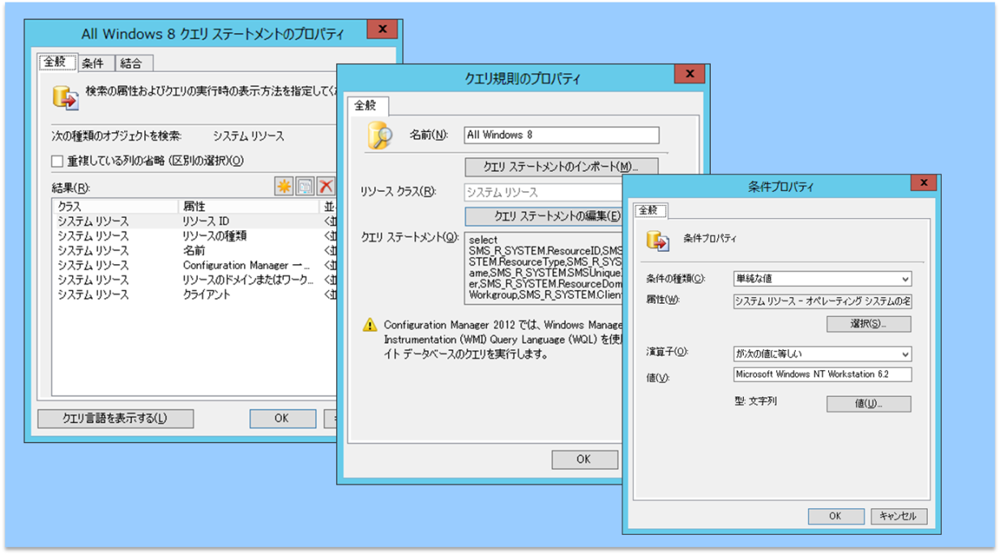 All Windows 8 クエリ ステートメントのプロパティ
x
全般
条件
結合
検索の属性およびクエリの実行時の表示方法を指定してく
次の種類のオブジェクトを検索:
システム リソース
重複している列の省略 (区別の選択)(O)
結果(R):
クラス
属性
並
システム リソース
リソース ID
<並
システム リソース
リソースの種類
<並
システム リソース
名前
<並
システム リソース
Configuration Manager 一...
<並
システム リソース
リソースのドメインまたはワーク...
<並
システム リソース
クライアント
<並
クエリ言語を表示する(L)
OK
クエリ規則のプロパティ
x
全般
名前(N):
All Windows 8
クエリ ステートメントのインポート(M)...
リソース クラス(R):
システム リソース
クエリ ステートメントの編集(E)
クエリ ステートメント(Q):
select
SMS_R_SYSTEM.ResourceID,SMS
STEM.ResourceType,SMS_R_SYS
ame,SMS_R_SYSTEM.SMSUnique
er,SMS_R_SYSTEM.ResourceDom
Workgroup,SMS_R_SYSTEM.Clien
Configuration Manager 2012 では、Windows Manage
Instrumentation (WMI) Query Language (WQL) を使
イト データベースのクエリを実行します。
OK
条件プロパティ
x
全般
条件プロパティ
条件の種類(C):
単純な値
属性(W):
システム リソース - オペレーティング システムの名
選択(S)...
演算子(O):
が次の値に等しい
値(V):
Microsoft Windows NT Workstation 6.2
型: 文字列
値(U)...
OK
キャンセル